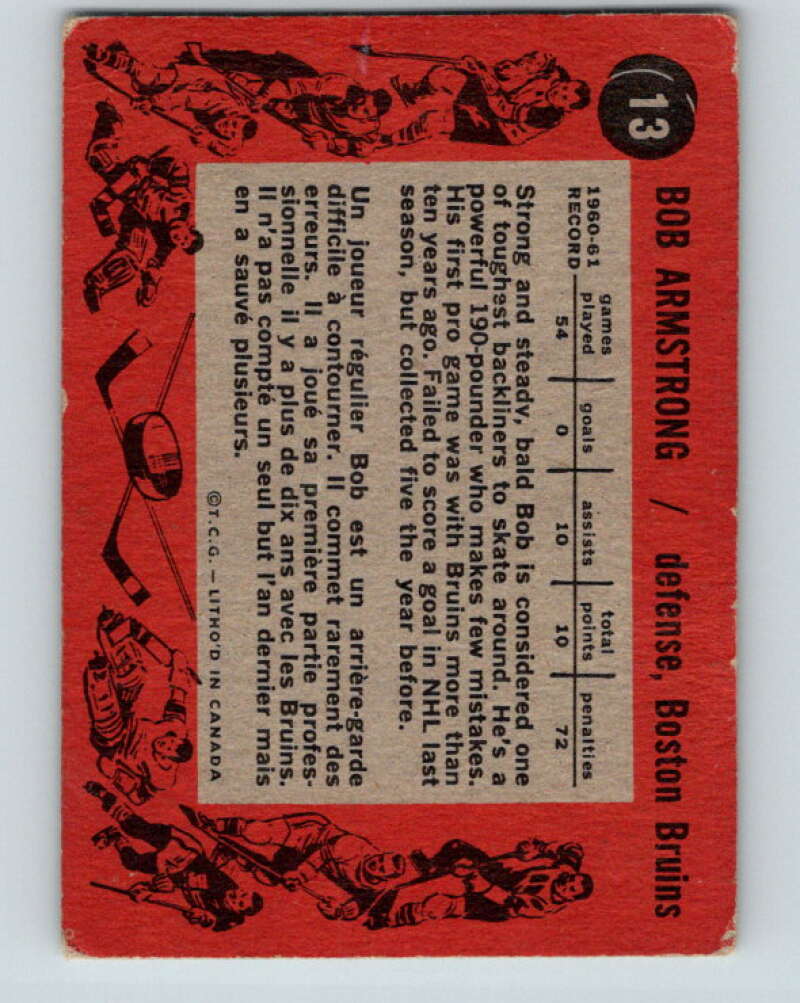 13
BOB ARMSTRONG / defense, Boston Bruins
1960-61 RECORD
games played goals assists total points penalties
54 0 10 10 72
Strong and steady, bald Bob is considered one
of toughest backliners to skate around. He's a
powerful 190-pounder who makes few mistakes.
His first pro game was with Bruins more than
ten years ago. Failed to score a goal in NHL last
season, but collected five the year before.
Un joueur régulier Bob est un arrière-garde
difficile à contourner. Il commet rarement des
erreurs. Il a joué sa première partie profes-
sionnelle il y a plus de dix ans avec les Bruins.
Il n'a pas compté un seul but l'an dernier mais
en a sauvé plusieurs.
©T.C.G. — LITHO'D IN CANADA